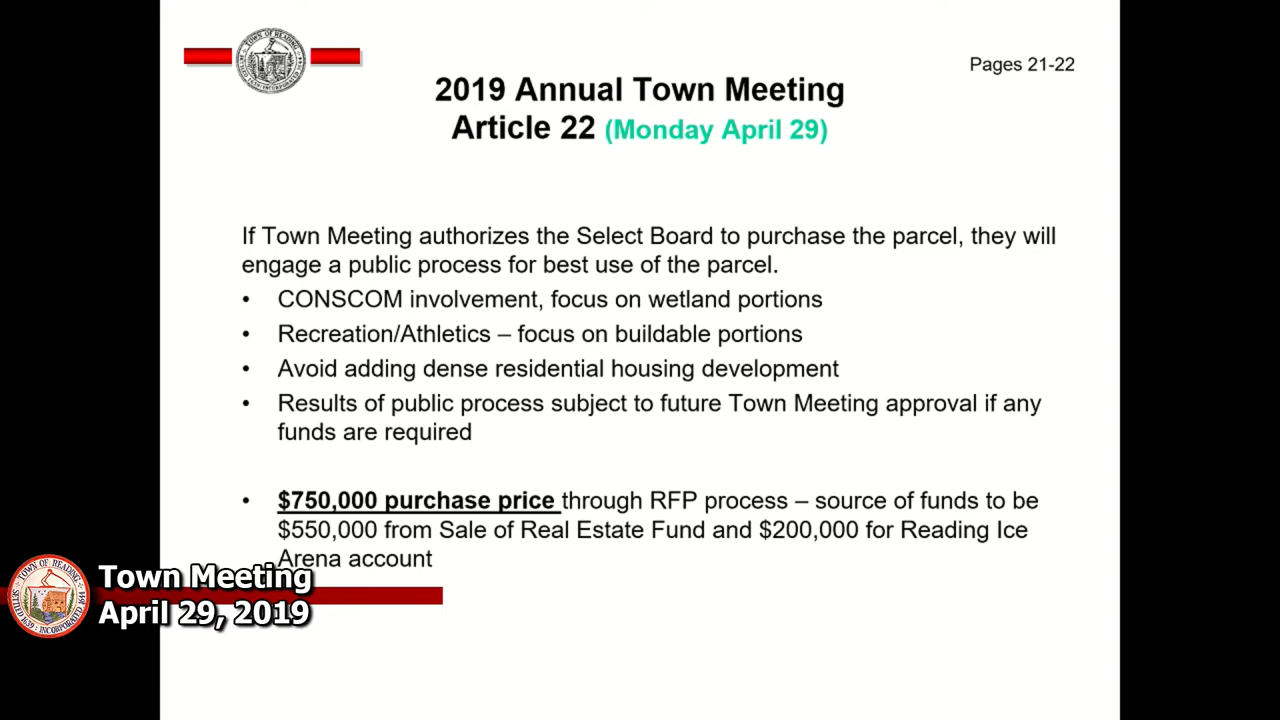 Pages 21-22
2019 Annual Town Meeting
Article 22 (Monday April 29)
If Town Meeting authorizes the Select Board to purchase the parcel, they will
engage a public process for best use of the parcel.
• CONSCOM involvement, focus on wetland portions
• Recreation/Athletics – focus on buildable portions
• Avoid adding dense residential housing development
• Results of public process subject to future Town Meeting approval if any
funds are required
• $750,000 purchase price through RFP process – source of funds to be
$550,000 from Sale of Real Estate Fund and $200,000 for Reading Ice
Arena account
Town Meeting
April 29, 2019